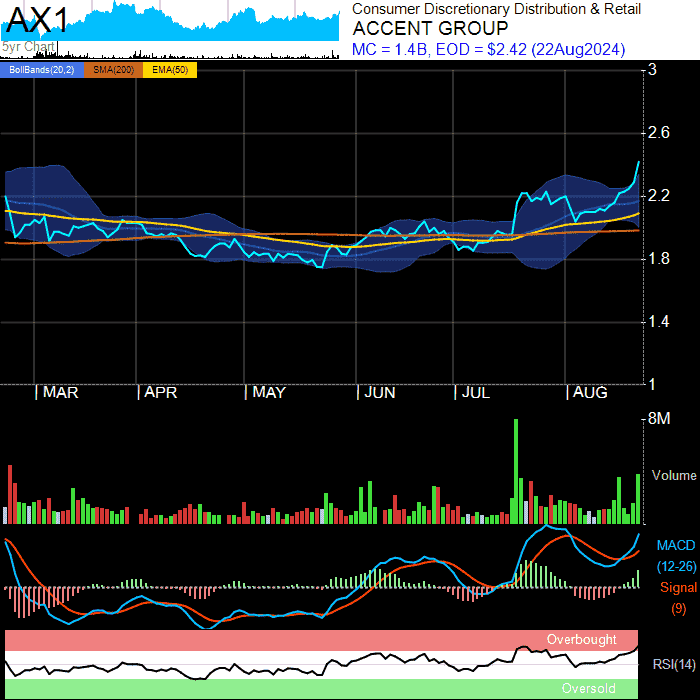 AX1
5yr Chart
Consumer Discretionary Distribution & Retail
ACCENT GROUP
MC = 1.4B, EOD = $2.42 (22Aug2024)
BollBands(20,2) SMA(200) EMA(50)
3
2.6
2.2
1.8
1.4
1
| MAR | APR | MAY | JUN | JUL | AUG
8M
Volume
MACD
(12-26)
Signal
(9)
Overbought
RSI(14)
Oversold